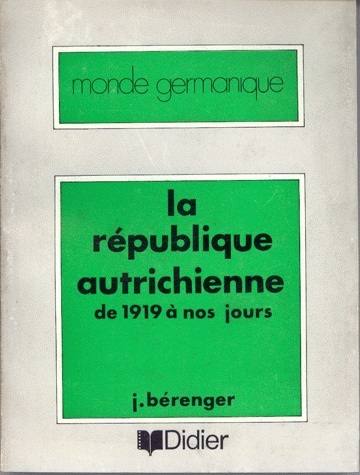 monde germanique
la
république
autrichienne
de 1919 à nos jours
j.bérenger
Didier